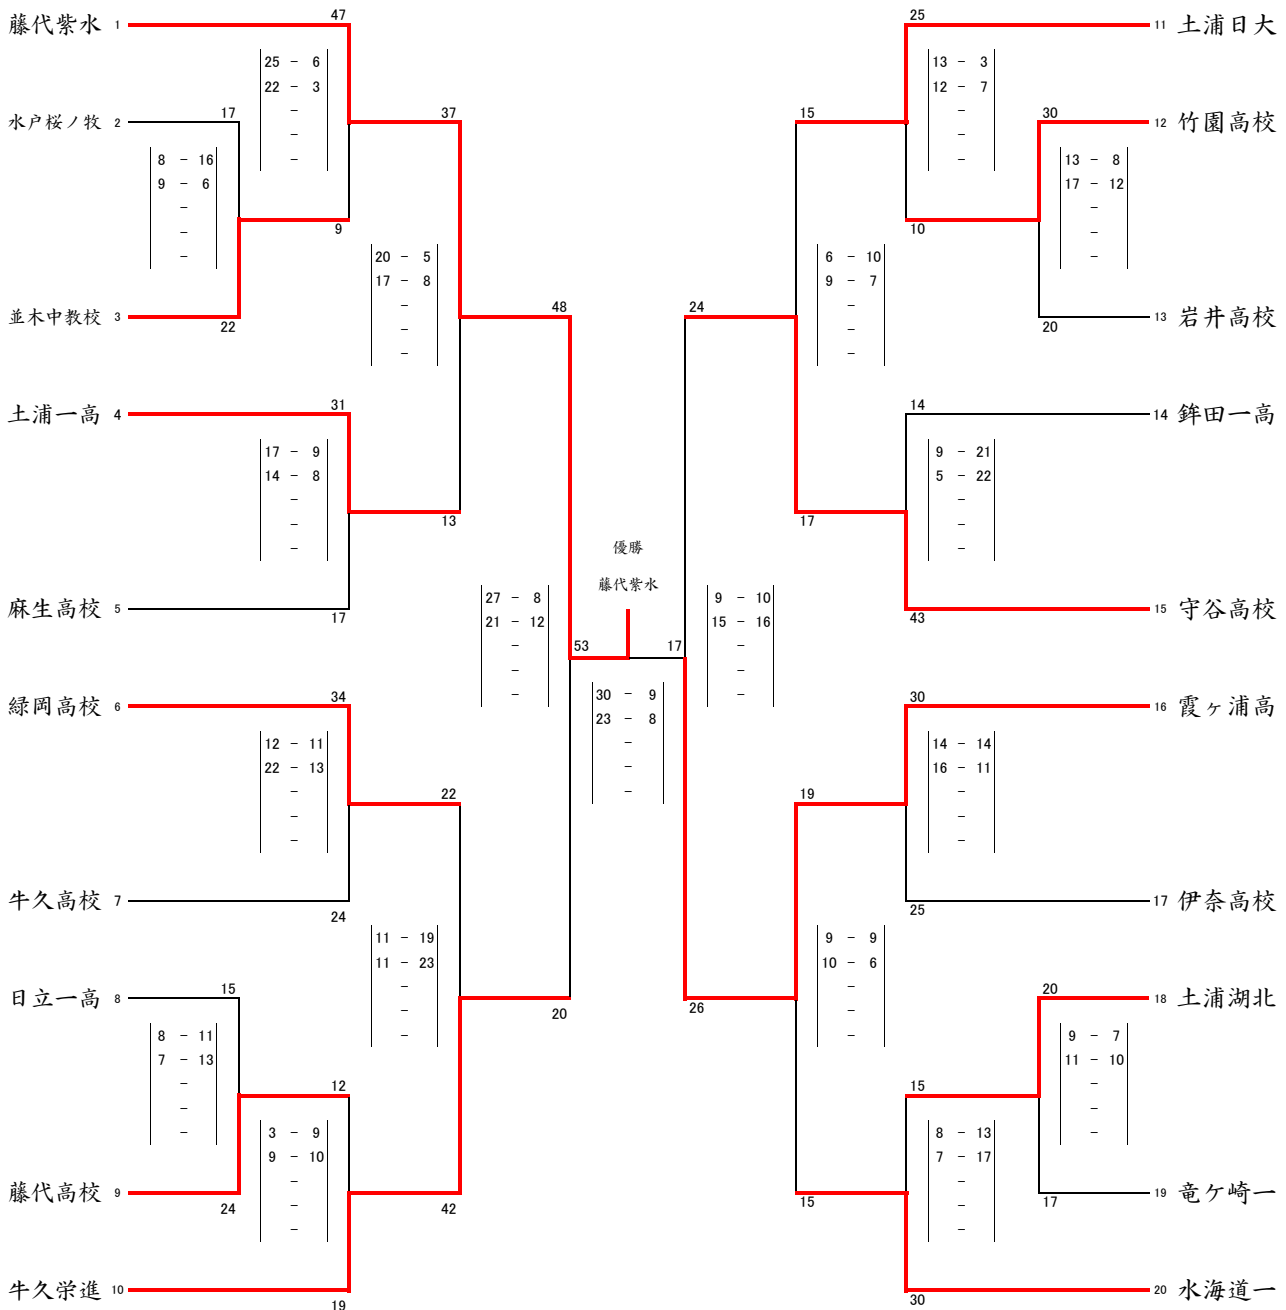 藤代紫水 1
47
25 - 6
22 - 3
-
-
-
水戸桜ノ牧 2
17
8 - 16
9 - 6
-
-
-
9
並木中教校 3
22
37
20 - 5
17 - 8
-
-
-
土浦一高 4
31
17 - 9
14 - 8
-
-
-
13
麻生高校 5
17
48
27 - 8
21 - 12
-
-
-
緑岡高校 6
34
12 - 11
22 - 13
-
-
-
22
牛久高校 7
24
11 - 19
11 - 23
-
-
-
20
日立一高 8
15
8 - 11
7 - 13
-
-
-
12
藤代高校 9
24
3 - 9
9 - 10
-
-
-
42
牛久栄進 10
19
優勝
藤代紫水
53
17
30 - 9
23 - 8
-
-
-
25
11 土浦日大
13 - 3
12 - 7
-
-
-
15
30
12 竹園高校
13 - 8
17 - 12
-
-
-
10
6 - 10
9 - 7
-
-
-
24
20
13 岩井高校
14
14 鉾田一高
9 - 21
5 - 22
-
-
-
17
43
15 守谷高校
9 - 10
15 - 16
-
-
-
30
16 霞ヶ浦高
14 - 14
16 - 11
-
-
-
19
25
17 伊奈高校
9 - 9
10 - 6
-
-
-
26
20
18 土浦湖北
9 - 7
11 - 10
-
-
-
15
8 - 13
7 - 17
-
-
-
15
17
19 竜ケ崎一
30
20 水海道一